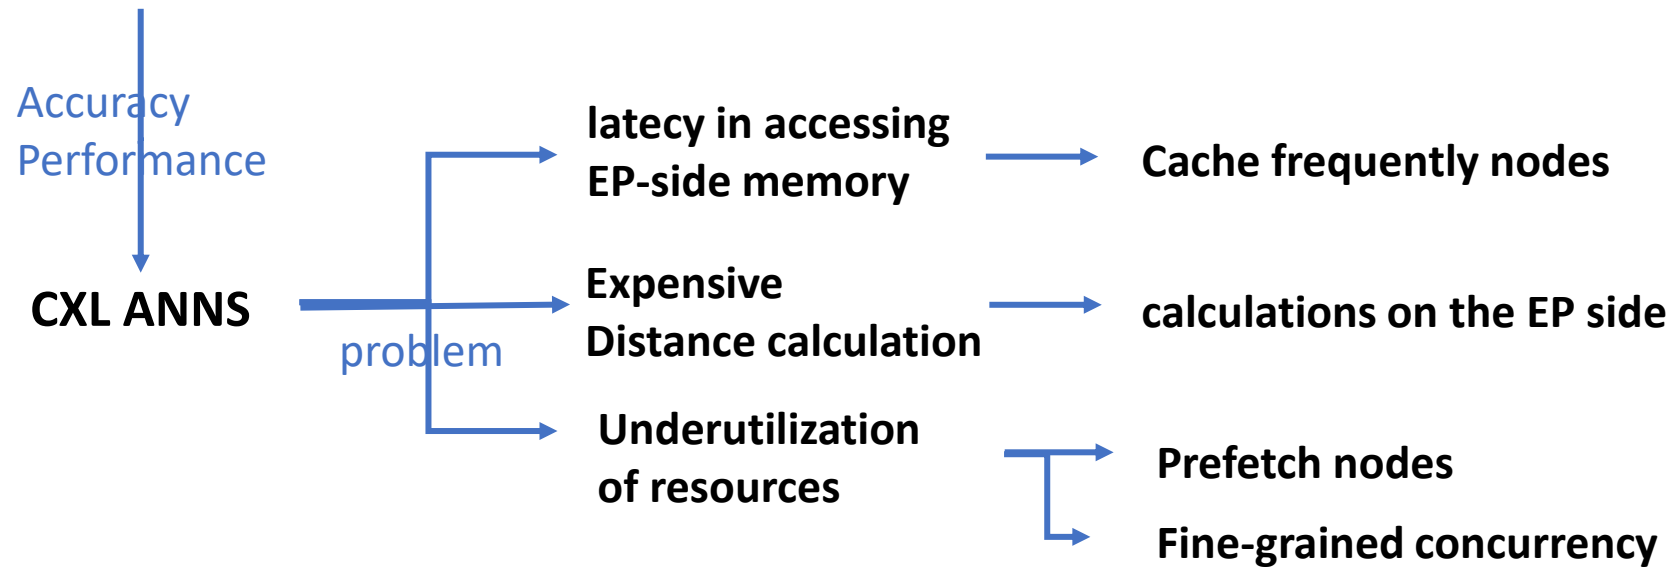 Accuracy
Performance
CXL ANNS
problem
latecy in accessing
EP-side memory
Cache frequently nodes
Expensive
Distance calculation
calculations on the EP side
Underutilization
of resources
Prefetch nodes
Fine-grained concurrency